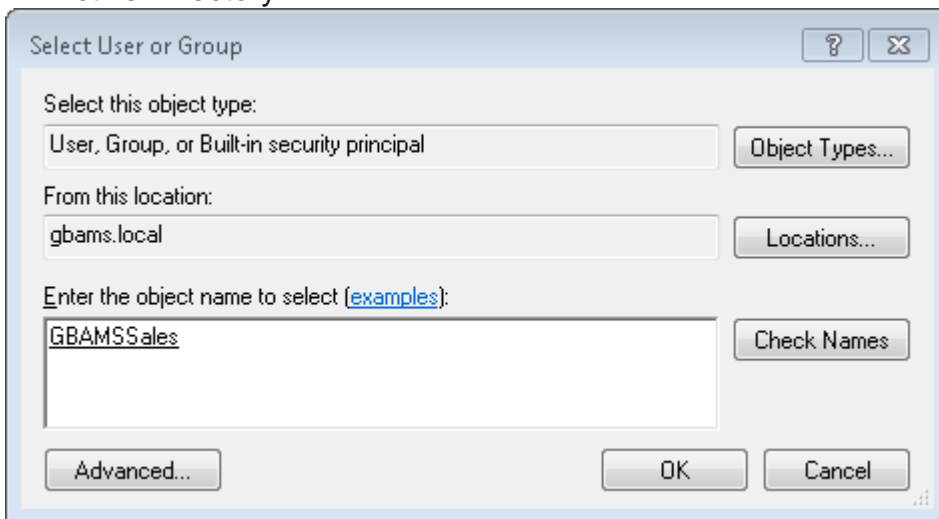 Select User or Group
Select this object type:
User, Group, or Built-in security principal
Object Types...
From this location:
gbams.local
Locations...
Enter the object name to select (examples):
GBAMSSales
Check Names
Advanced...
OK
Cancel